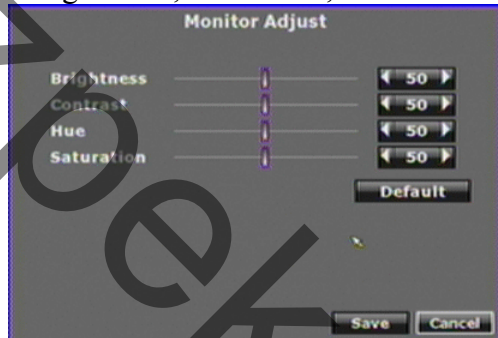 Monitor Adjust
Brightness 50
Contrast 50
Hue 50
Saturation 50
Default
Save Cancel